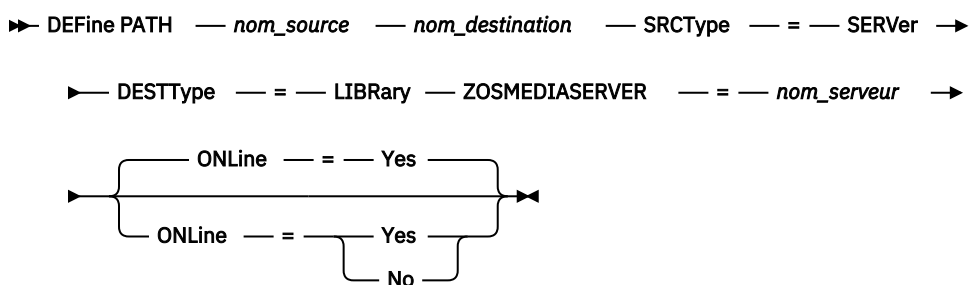 DEFine PATH nom_source nom_destination SRCType = SERVer
DESTType = LIBRary ZOSMEDIASERVER = nom_serveur
ONLine = Yes
ONLine = Yes
No